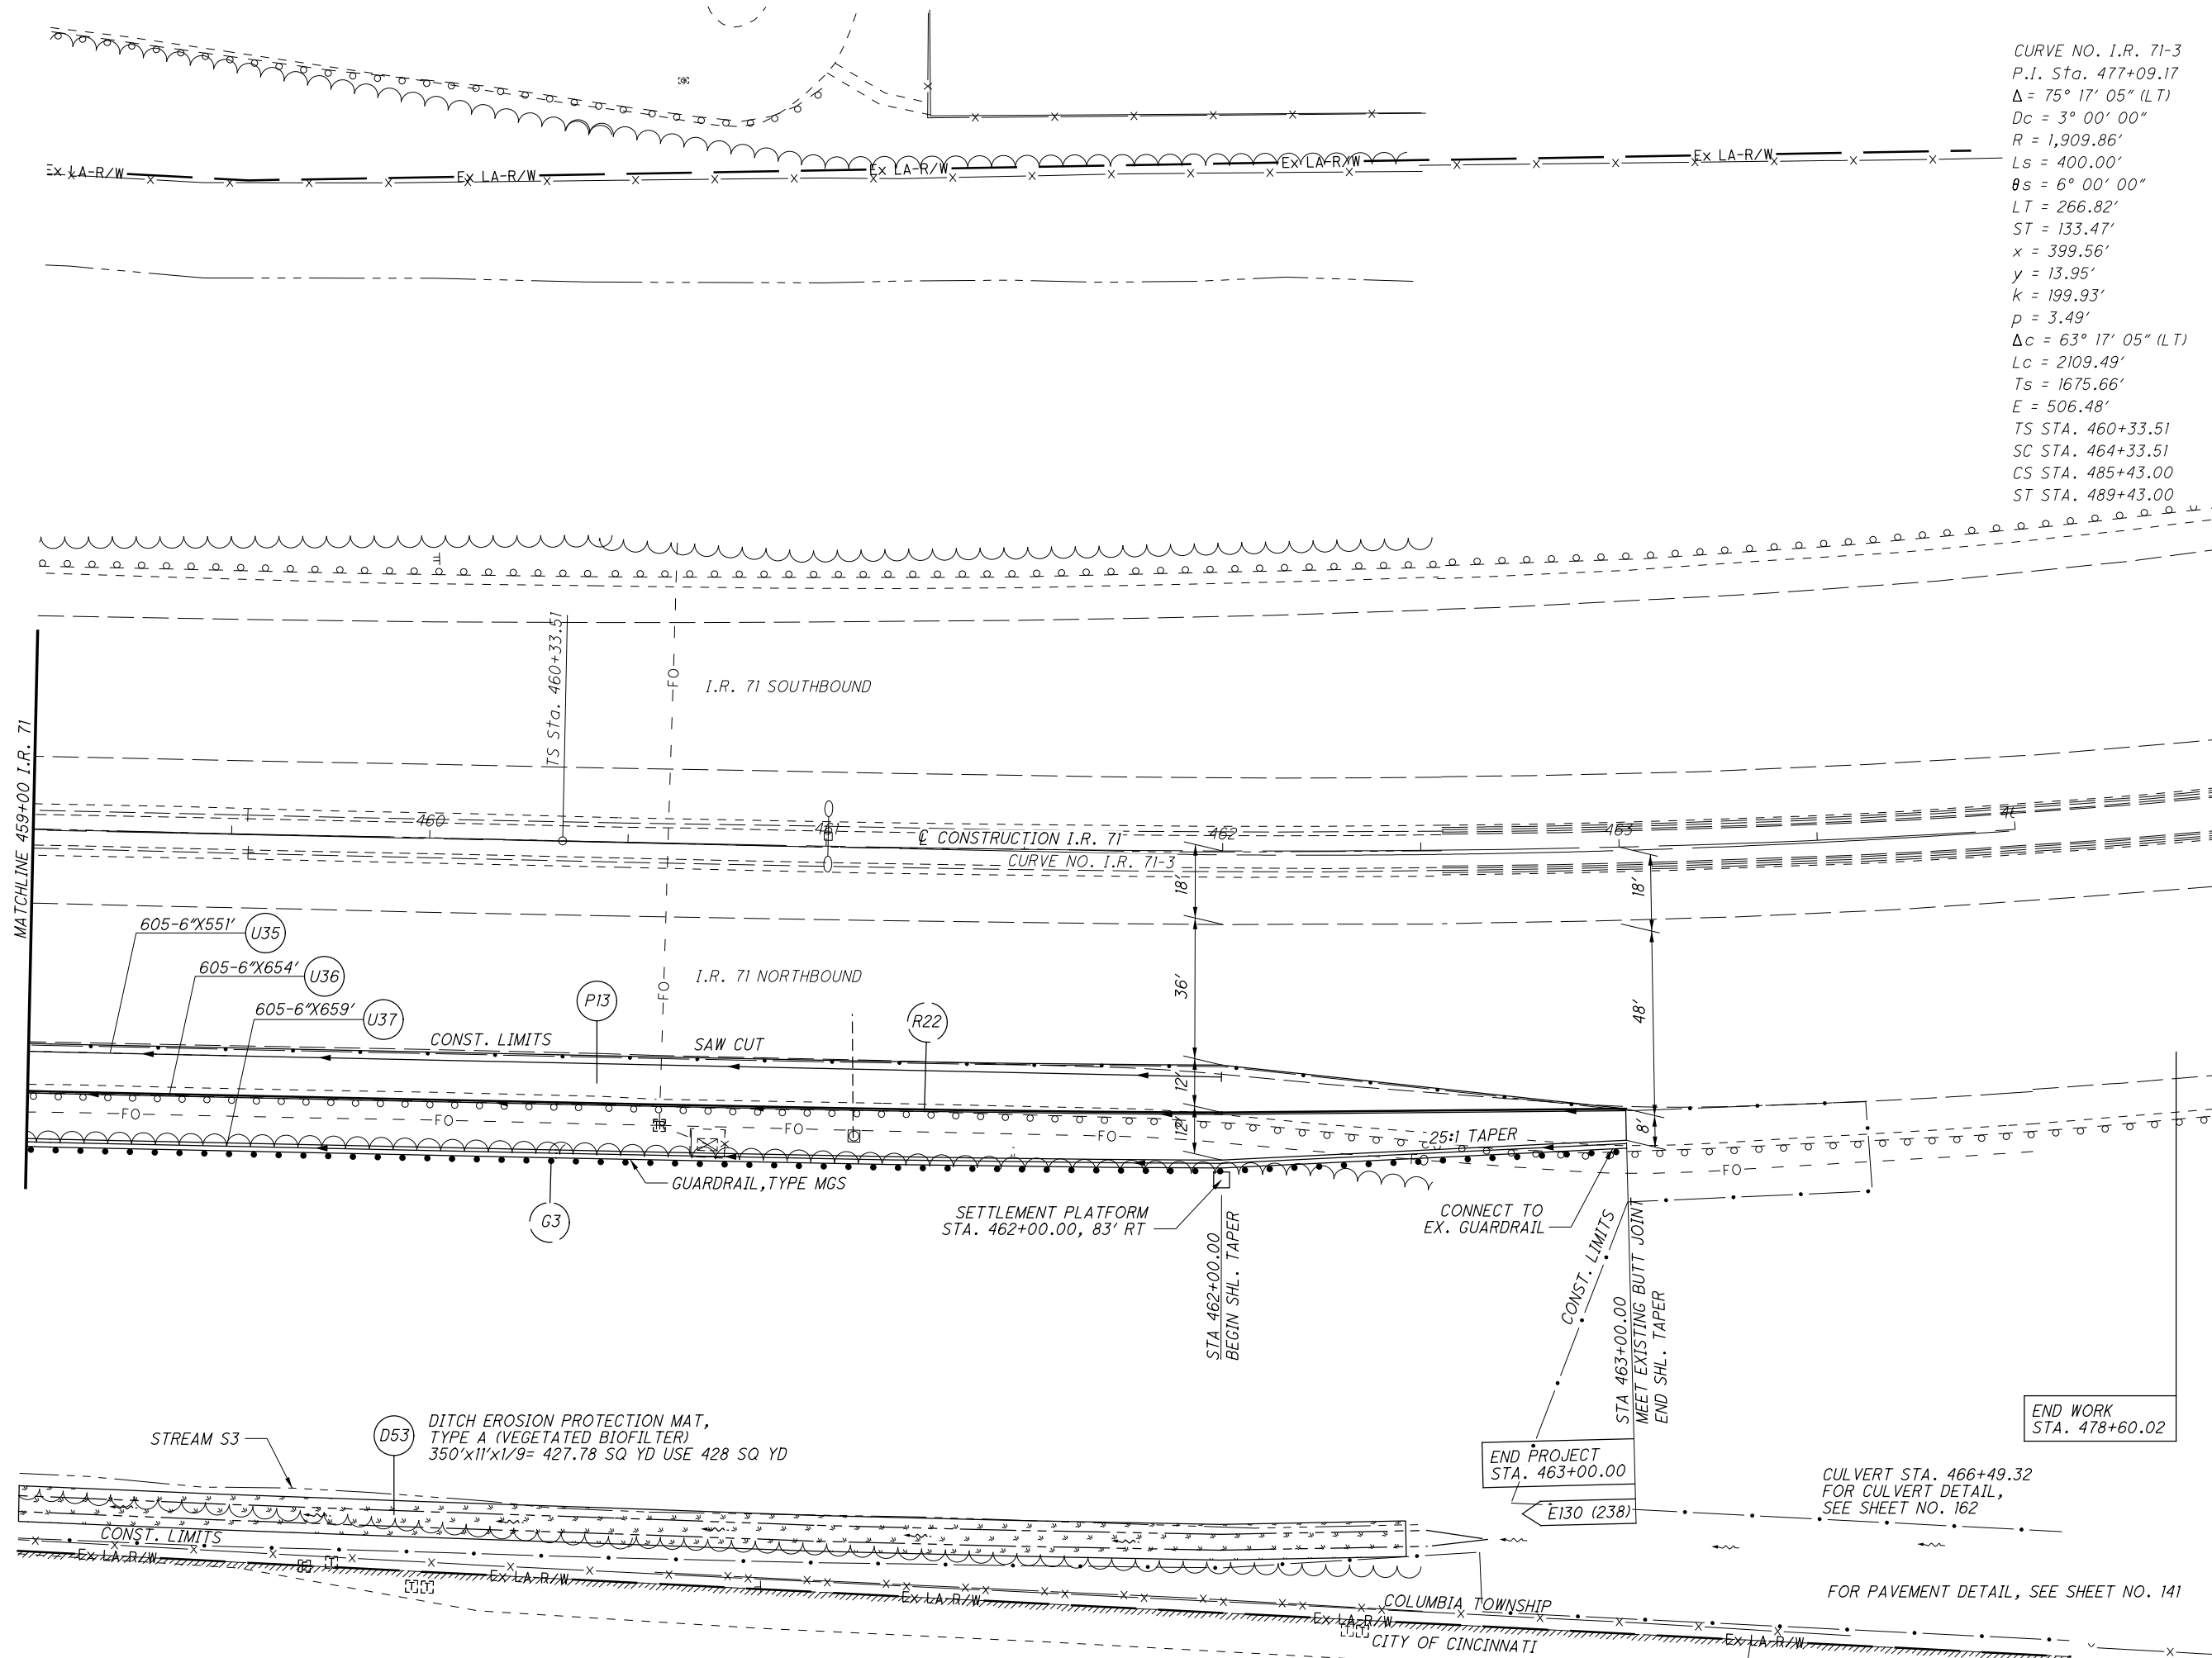 CURVE NO. I.R. 71-3
P.I. Sta. 477+09.17
Δ = 75° 17' 05" (LT)
Dc = 3° 00' 00"
R = 1,909.86'
Ls = 400.00'
θs = 6° 00' 00"
LT = 266.82'
ST = 133.47'
x = 399.56'
y = 13.95'
k = 199.93'
p = 3.49'
Δc = 63° 17' 05" (LT)
Lc = 2109.49'
Ts = 1675.66'
E = 506.48'
TS STA. 460+33.51
SC STA. 464+33.51
CS STA. 485+43.00
ST STA. 489+43.00
Ex LA-R/W
Ex LA-R/W
Ex LA-R/W
Ex LA-R/W
Ex LA-R/W
MATCHLINE 459+00 I.R. 71
TS Sta. 460+33.51
FO
I.R. 71 SOUTHBOUND
460
461
℄ CONSTRUCTION I.R. 71
462
463
46
CURVE NO. I.R. 71-3
18'
18'
605-6"X551'
U35
605-6"X654'
U36
605-6"X659'
U37
FO
I.R. 71 NORTHBOUND
P13
R22
36'
48'
CONST. LIMITS
SAW CUT
12'
12'
8'
FO
FO
FO
FO
25:1 TAPER
FO
FO
GUARDRAIL, TYPE MGS
G3
SETTLEMENT PLATFORM
STA. 462+00.00, 83' RT
CONNECT TO
EX. GUARDRAIL
STA 462+00.00
BEGIN SHL. TAPER
CONST. LIMITS
STA 463+00.00
MEET EXISTING BUTT JOINT
END SHL. TAPER
END WORK
STA. 478+60.02
STREAM S3
D53
DITCH EROSION PROTECTION MAT,
TYPE A (VEGETATED BIOFILTER)
350'x11'x1/9= 427.78 SQ YD USE 428 SQ YD
END PROJECT
STA. 463+00.00
E130 (238)
CULVERT STA. 466+49.32
FOR CULVERT DETAIL,
SEE SHEET NO. 162
CONST. LIMITS
Ex LA-R/W
Ex LA-R/W
Ex LA-R/W
Ex LA-R/W
Ex LA-R/W
COLUMBIA TOWNSHIP
CITY OF CINCINNATI
FOR PAVEMENT DETAIL, SEE SHEET NO. 141